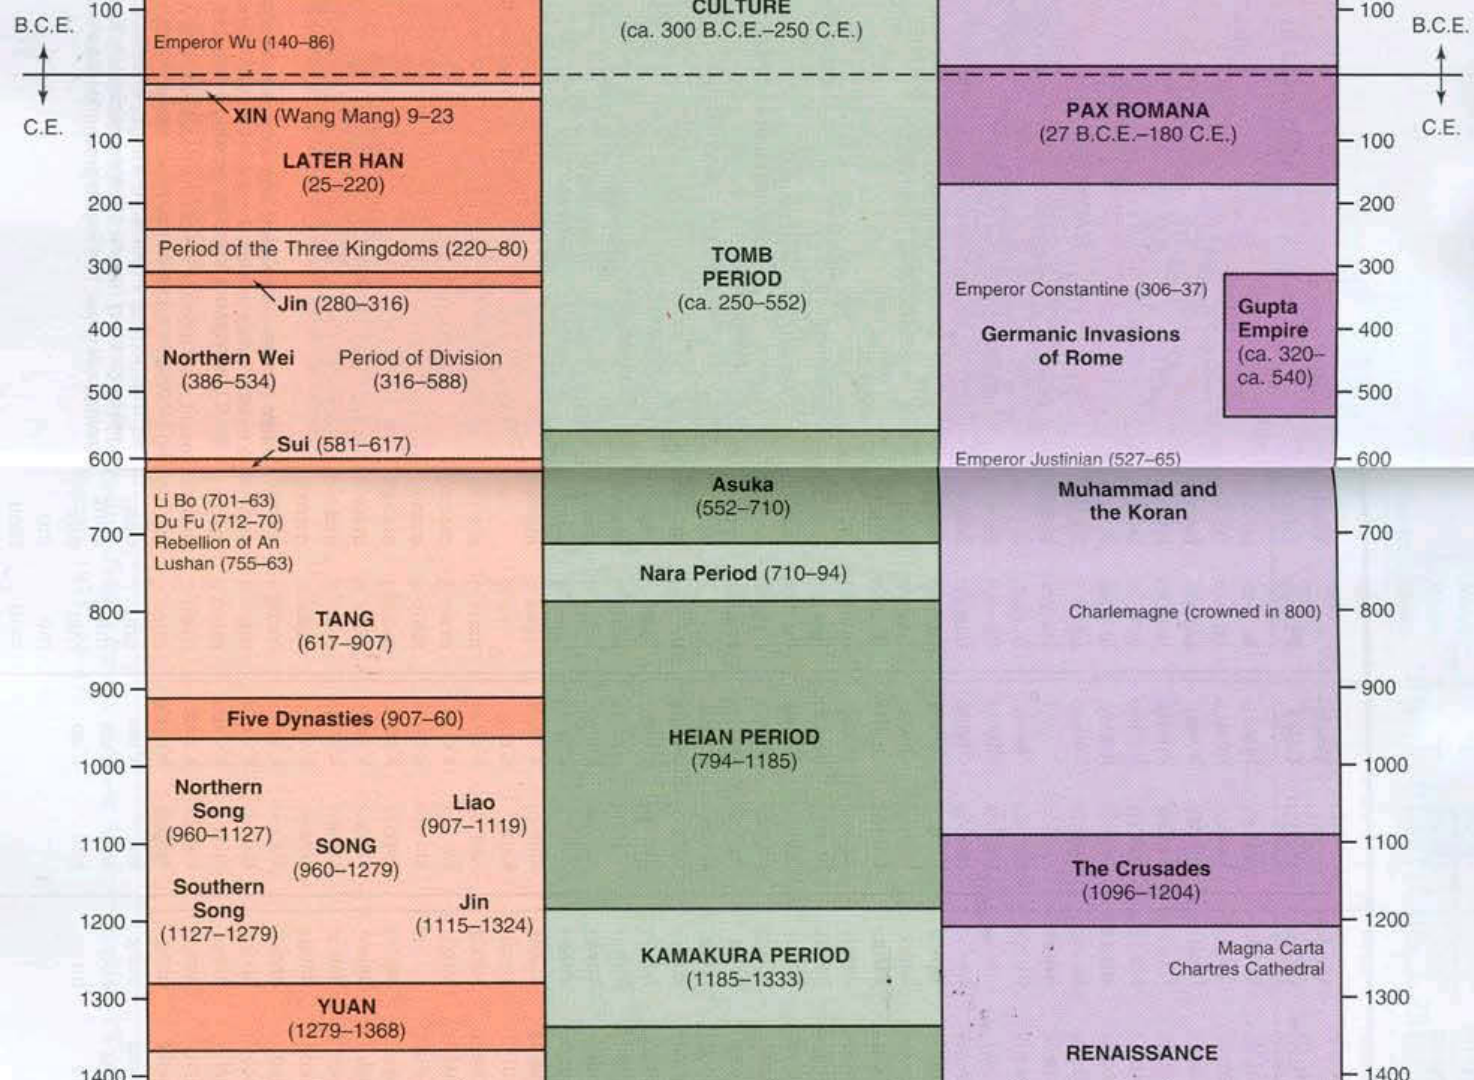 100
B.C.E.
C.E.
100
200
300
400
500
600
700
800
900
1000
1100
1200
1300
1400
Emperor Wu (140–86)
XIN (Wang Mang) 9–23
LATER HAN
(25–220)
Period of the Three Kingdoms (220–80)
Jin (280–316)
Northern Wei
(386–534)
Period of Division
(316–588)
Sui (581–617)
Li Bo (701–63)
Du Fu (712–70)
Rebellion of An
Lushan (755–63)
TANG
(617–907)
Five Dynasties (907–60)
Northern
Song
(960–1127)
Liao
(907–1119)
SONG
(960–1279)
Southern
Song
(1127–1279)
Jin
(1115–1324)
YUAN
(1279–1368)
CULTURE
(ca. 300 B.C.E.–250 C.E.)
TOMB
PERIOD
(ca. 250–552)
Asuka
(552–710)
Nara Period (710–94)
HEIAN PERIOD
(794–1185)
KAMAKURA PERIOD
(1185–1333)
PAX ROMANA
(27 B.C.E.–180 C.E.)
Emperor Constantine (306–37)
Germanic Invasions
of Rome
Gupta
Empire
(ca. 320–
ca. 540)
Emperor Justinian (527–65)
Muhammad and
the Koran
Charlemagne (crowned in 800)
The Crusades
(1096–1204)
Magna Carta
Chartres Cathedral
RENAISSANCE
100
B.C.E.
C.E.
100
200
300
400
500
600
700
800
900
1000
1100
1200
1300
1400